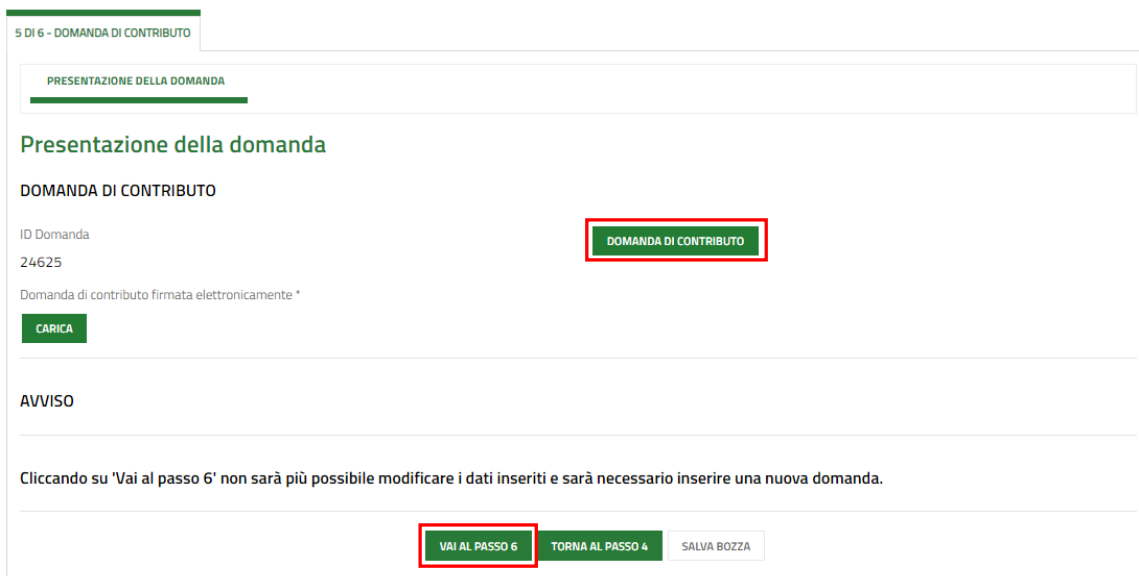 5 DI 6 - DOMANDA DI CONTRIBUTO
PRESENTAZIONE DELLA DOMANDA
Presentazione della domanda
DOMANDA DI CONTRIBUTO
ID Domanda
DOMANDA DI CONTRIBUTO
24625
Domanda di contributo firmata elettronicamente *
CARICA
AVVISO
Cliccando su 'Vai al passo 6' non sarà più possibile modificare i dati inseriti e sarà necessario inserire una nuova domanda.
VAI AL PASSO 6 TORNA AL PASSO 4 SALVA BOZZA